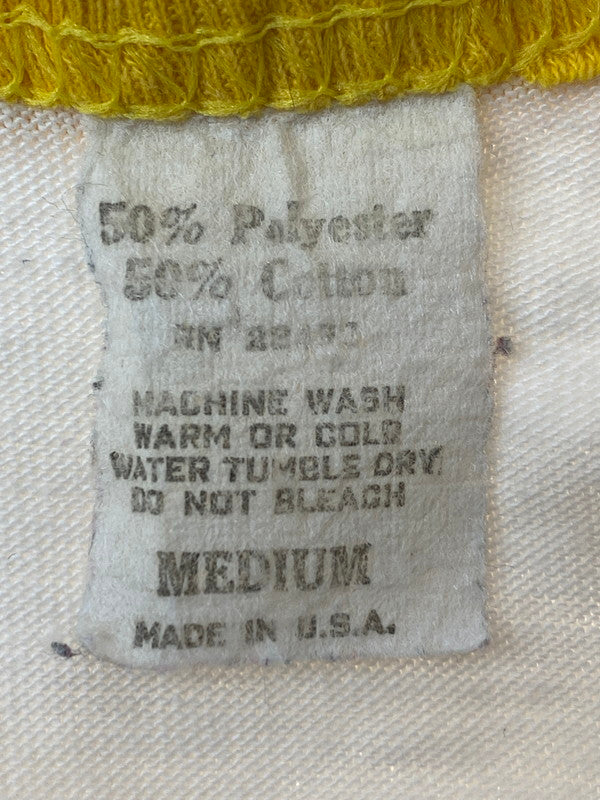 50% Polyester
50% Cotton
RN
MACHINE WASH
WARM OR COLD
WATER TUMBLE DRY
DO NOT BLEACH
MEDIUM
MADE IN U.S.A.